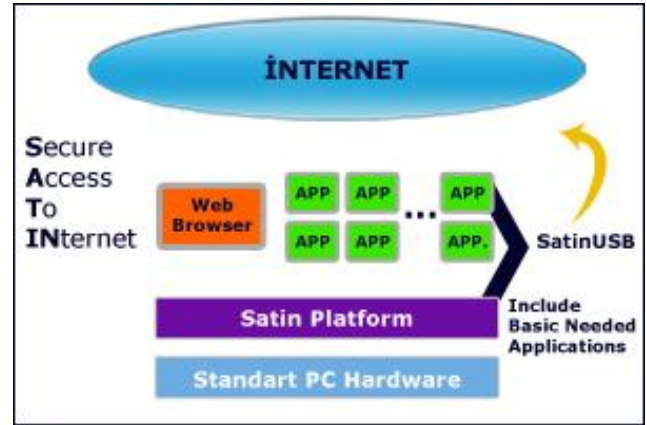 İNTERNET
Secure
Access
To
INternet
Web
Browser
APP
APP
...
APP
APP
APP
APP.
SatinUSB
Satin Platform
Include
Basic Needed
Applications
Standart PC Hardware